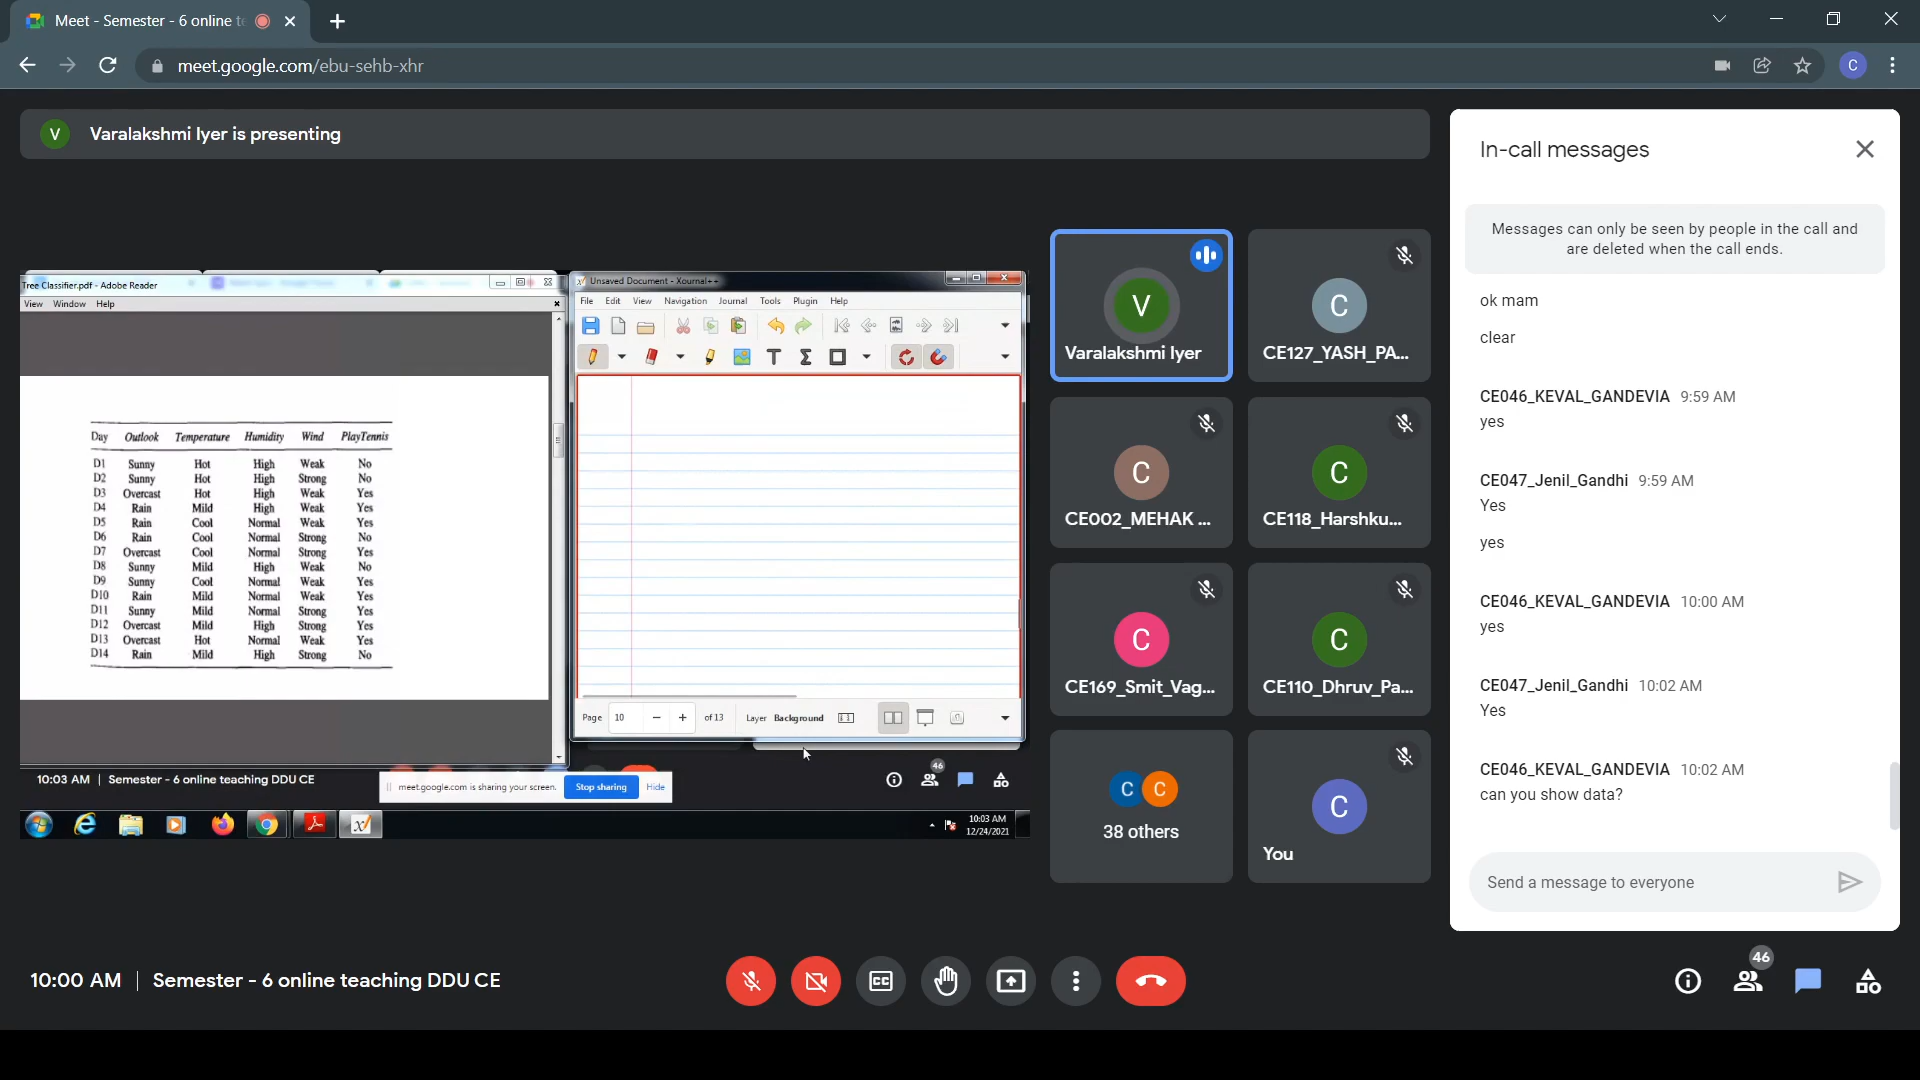 Meet - Semester - 6 online te
meet.google.com/ebu-sehb-xhr
C
V
Varalakshmi Iyer is presenting
Tree Classifier.pdf - Adobe Reader
View Window Help
Day Outlook Temperature Humidity Wind PlayTennis
D1 Sunny Hot High Weak No
D2 Sunny Hot High Strong No
D3 Overcast Hot High Weak Yes
D4 Rain Mild High Weak Yes
D5 Rain Cool Normal Weak Yes
D6 Rain Cool Normal Strong No
D7 Overcast Cool Normal Strong Yes
D8 Sunny Mild High Weak No
D9 Sunny Cool Normal Weak Yes
D10 Rain Mild Normal Weak Yes
D11 Sunny Mild Normal Strong Yes
D12 Overcast Mild High Strong Yes
D13 Overcast Hot Normal Weak Yes
D14 Rain Mild High Strong No
Unsaved Document - Xournal++
File Edit View Navigation Journal Tools Plugin Help
Page 10 of 13 Layer Background
10:03 AM | Semester - 6 online teaching DDU CE
meet.google.com is sharing your screen. Stop sharing Hide
46
10:03 AM
12/24/2021
V
Varalakshmi Iyer
C
CE127_YASH_PA...
C
CE002_MEHAK ...
C
CE118_Harshku...
C
CE169_Smit_Vag...
C
CE110_Dhruv_Pa...
C C
38 others
C
You
In-call messages
Messages can only be seen by people in the call and
are deleted when the call ends.
ok mam
clear
CE046_KEVAL_GANDEVIA 9:59 AM
yes
CE047_Jenil_Gandhi 9:59 AM
Yes
yes
CE046_KEVAL_GANDEVIA 10:00 AM
yes
CE047_Jenil_Gandhi 10:02 AM
Yes
CE046_KEVAL_GANDEVIA 10:02 AM
can you show data?
Send a message to everyone
10:00 AM | Semester - 6 online teaching DDU CE
46